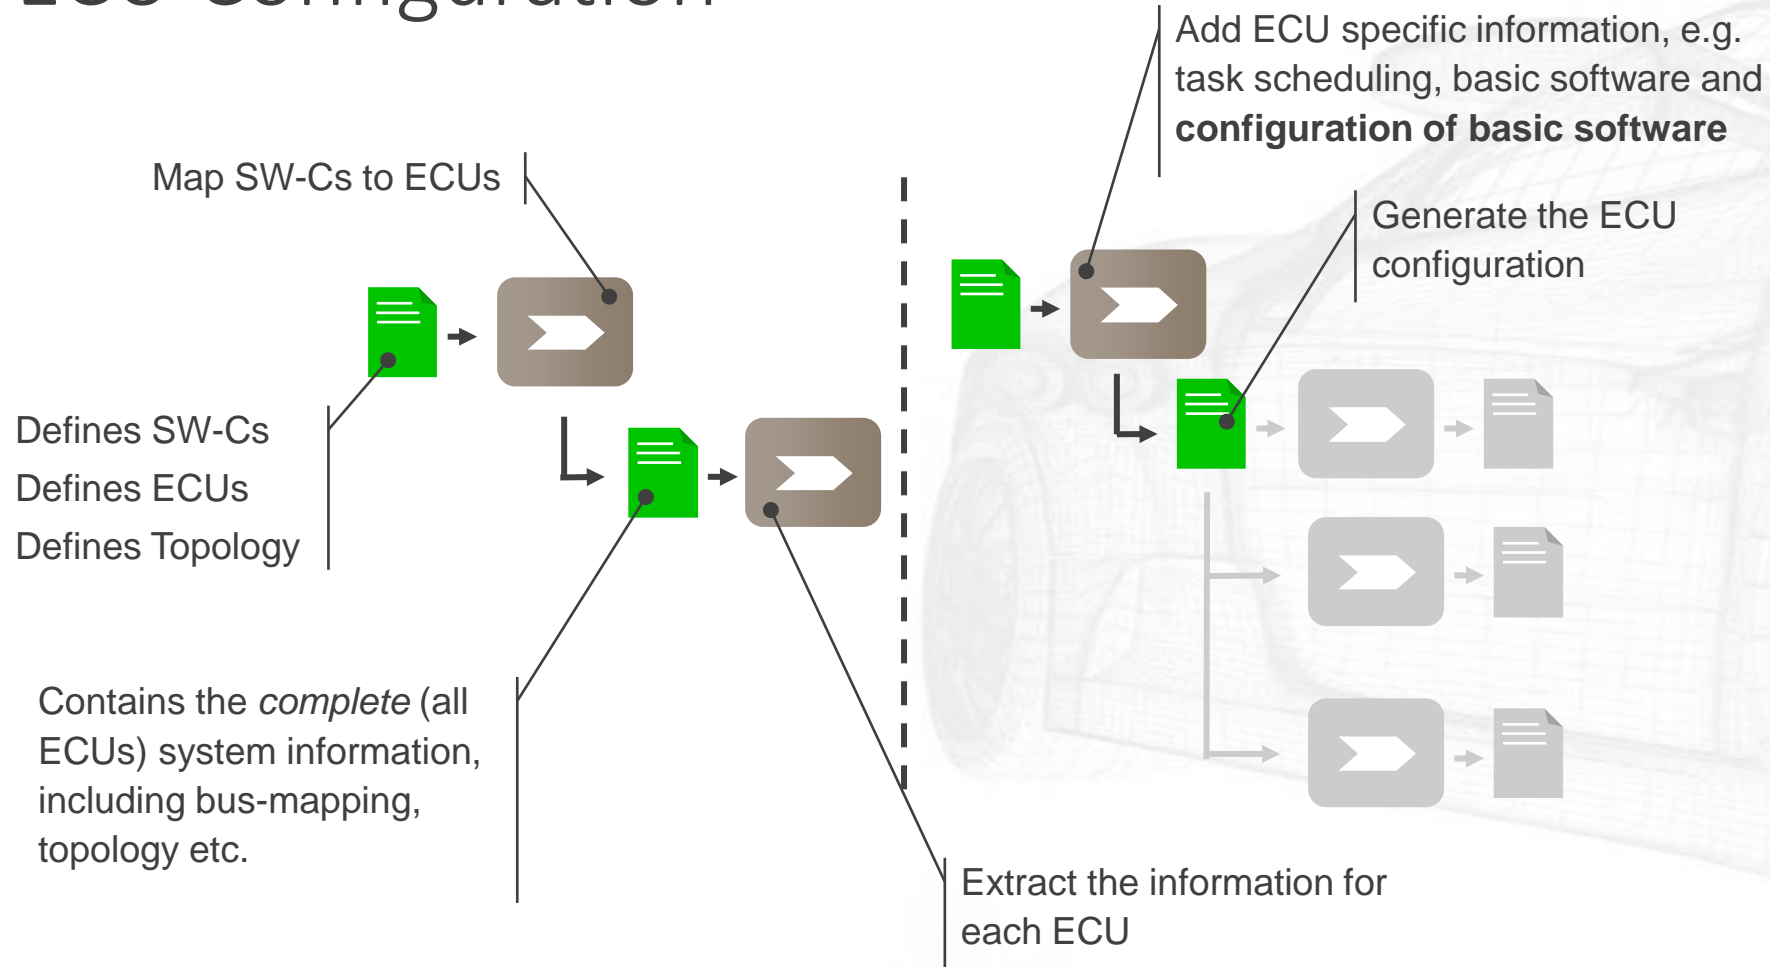 ECU Configuration
Add ECU specific information, e.g.
task scheduling, basic software and
configuration of basic software
Map SW-Cs to ECUs
Generate the ECU
configuration
Defines SW-Cs
Defines ECUs
Defines Topology
Contains the complete (all
ECUs) system information,
including bus-mapping,
topology etc.
Extract the information for
each ECU